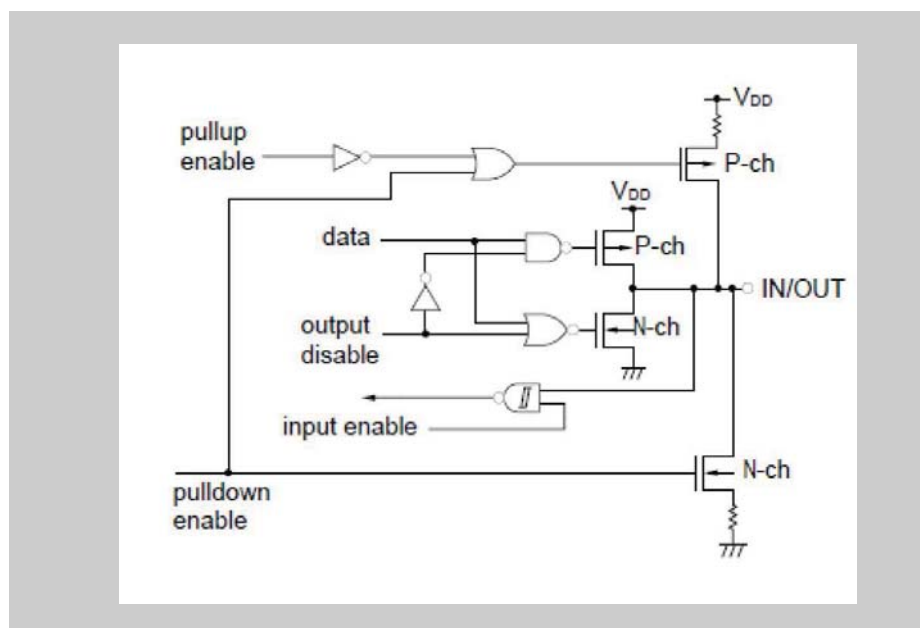 VDD
pullup
enable
P-ch
VDD
data
P-ch
IN/OUT
output
disable
N-ch
input enable
N-ch
pulldown
enable